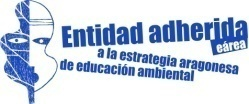 Entidad adherida
eárea
a la estrategia aragonesa
de educación ambiental